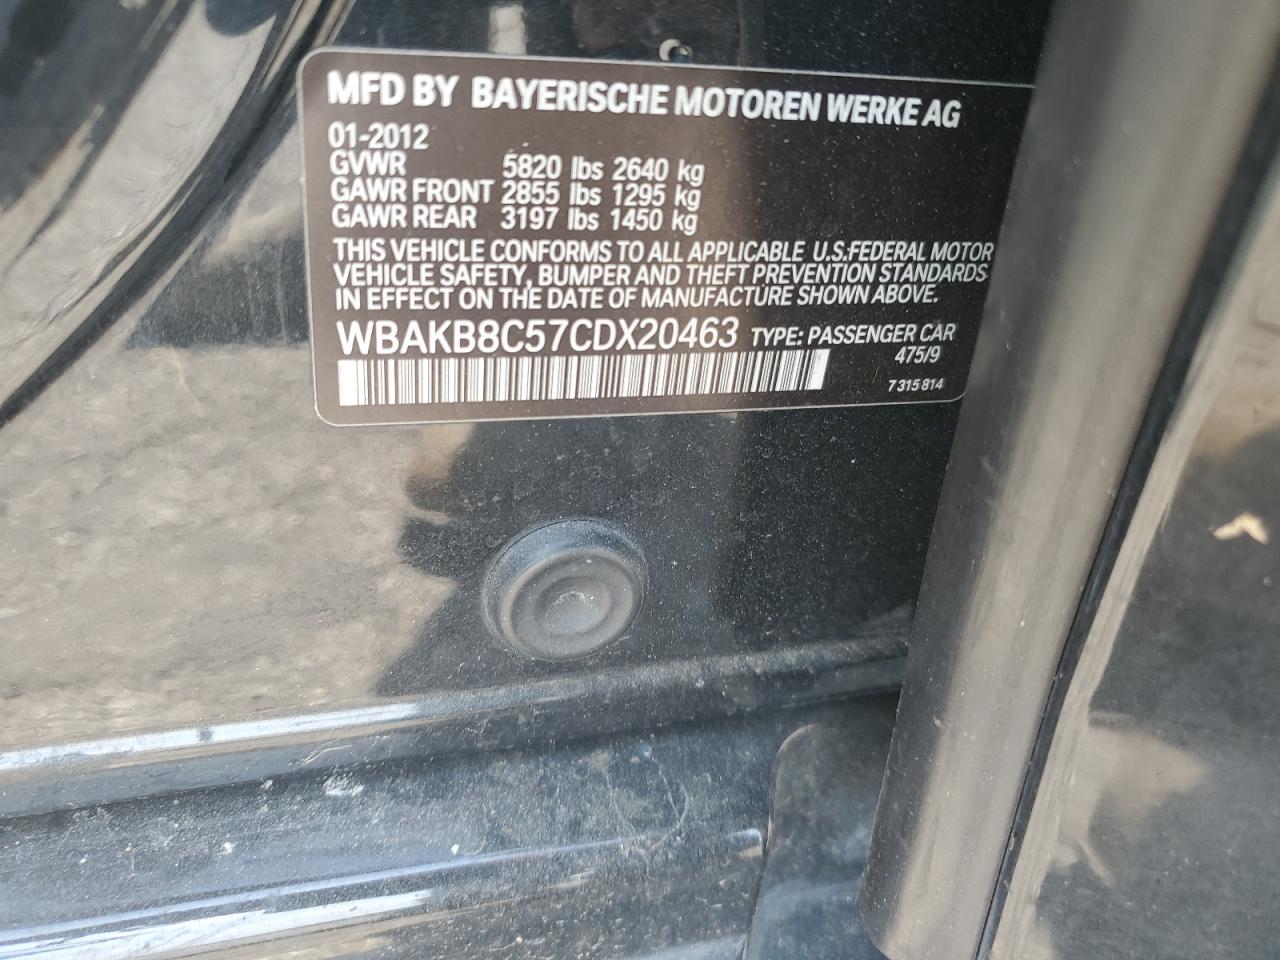 MFD BY BAYERISCHE MOTOREN WERKE AG
01-2012
GVWR 5820 lbs 2640 kg
GAWR FRONT 2855 lbs 1295 kg
GAWR REAR 3197 lbs 1450 kg
THIS VEHICLE CONFORMS TO ALL APPLICABLE U.S.FEDERAL MOTOR
VEHICLE SAFETY, BUMPER AND THEFT PREVENTION STANDARDS
IN EFFECT ON THE DATE OF MANUFACTURE SHOWN ABOVE.
WBAKB8C57CDX20463 TYPE: PASSENGER CAR
475/9
7 315 814